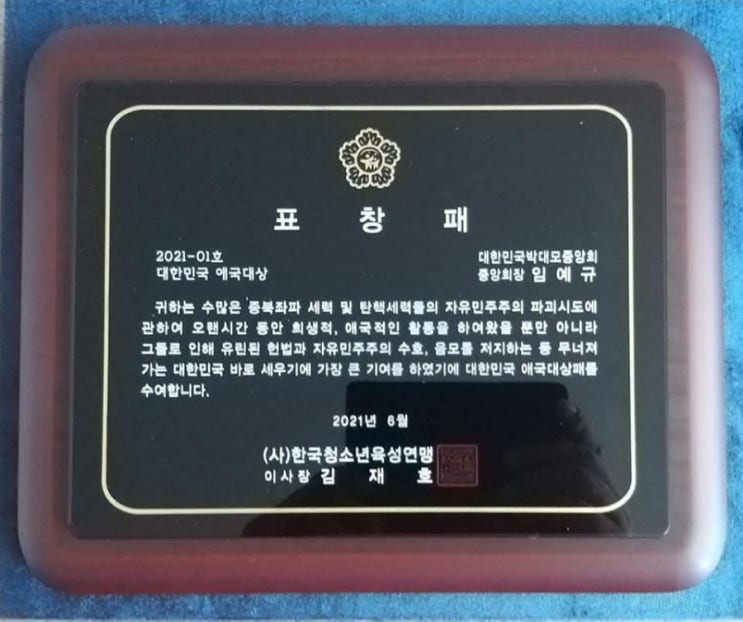 표 창 패
2021-01호
대한민국 애국대상
대한민국박대모중앙회
중앙회장 임예규
귀하는 수많은 종북좌파 세력 및 탄핵세력들의 자유민주주의 파괴시도에
관하여 오랜시간 동안 희생적, 애국적인 활동을 하여왔을 뿐만 아니라
그들로 인해 유린된 헌법과 자유민주주의 수호, 음모를 저지하는 등 무너져
가는 대한민국 바로 세우기에 가장 큰 기여를 하였기에 대한민국 애국대상패를
수여합니다.
2021년 6월
(사)한국청소년육성연맹
이사장 김 재 호